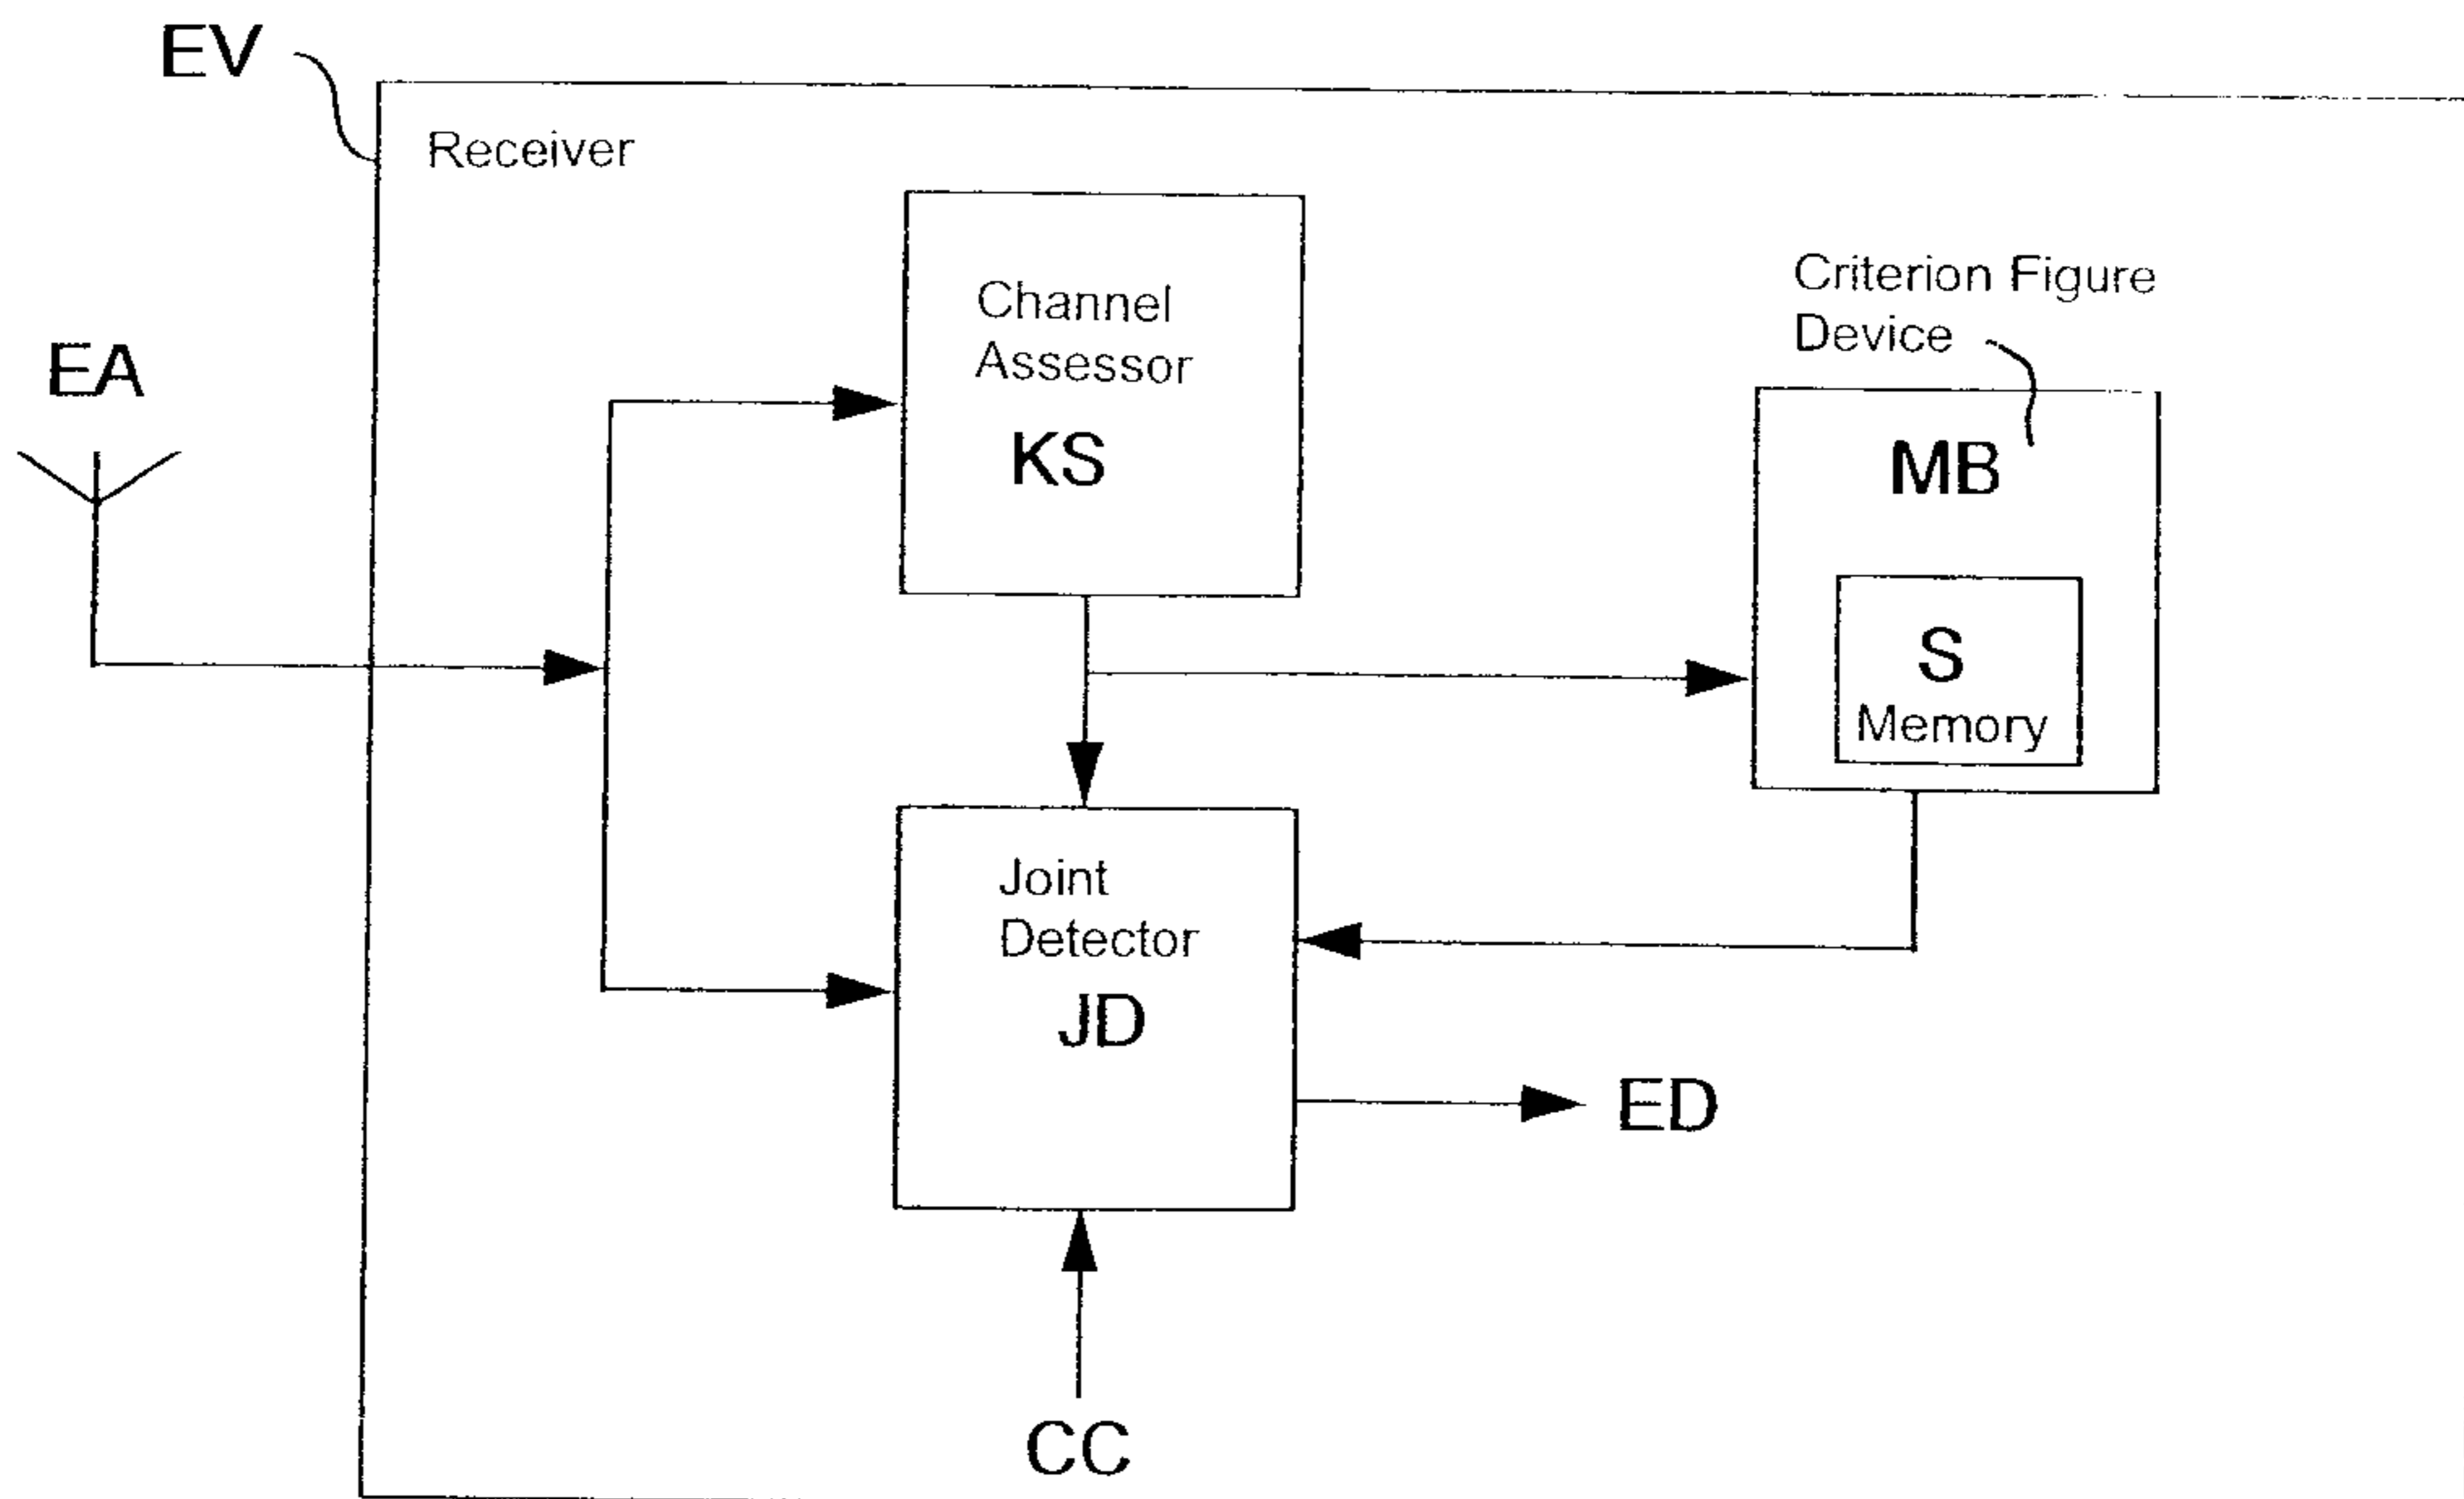 EV
Receiver
Channel
Assessor
KS
Criterion Figure
Device
EA
MB
S
Memory
Joint
Detector
JD
ED
CC